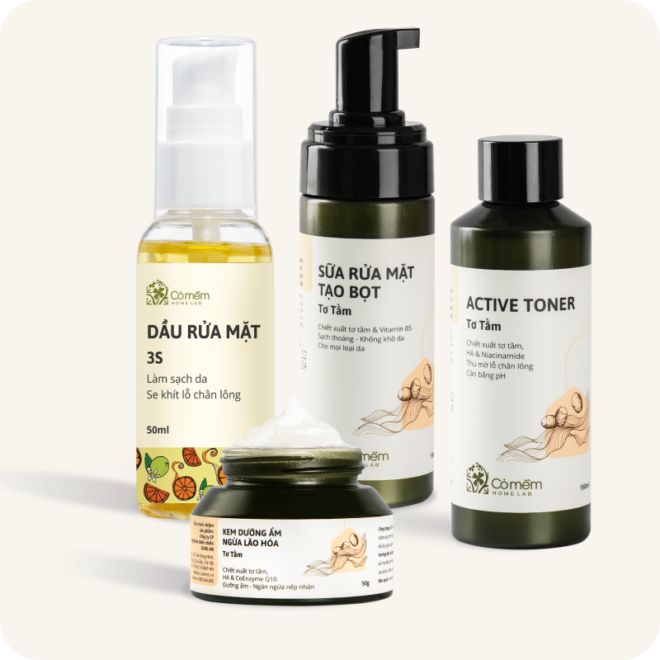 Cỏ mềm
HOME LAB
DẦU RỬA MẶT
3S
Làm sạch da
Se khít lỗ chân lông
50ml
SỮA RỬA MẶT
TẠO BỌT
Tơ Tằm
Chiết xuất tơ tằm & Vitamin B5
Sạch thoáng - Không khô da
Cho mọi loại da
Cỏ mềm
HOME LAB
ACTIVE TONER
Tơ Tằm
Chiết xuất tơ tằm,
HA & Niacinamide
Thu mở lỗ chân lông
Cân bằng pH
Cỏ mềm
HOME LAB
150ml
KEM DƯỠNG ẨM
NGỪA LÃO HÓA
Tơ Tằm
Chiết xuất tơ tằm,
HA & CoEnzyme Q10
Dưỡng ẩm - Ngăn ngừa nếp nhăn
50g